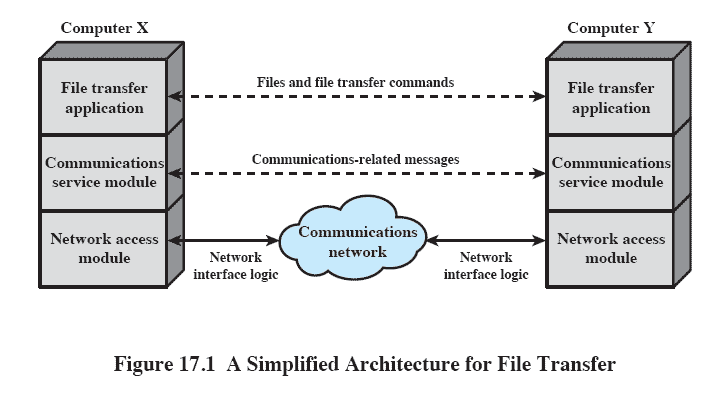 Computer X
Computer Y
File transfer
application
Files and file transfer commands
File transfer
application
Communications
service module
Communications-related messages
Communications
service module
Network access
module
Network
interface logic
Communications
network
Network
interface logic
Network access
module
Figure 17.1 A Simplified Architecture for File Transfer